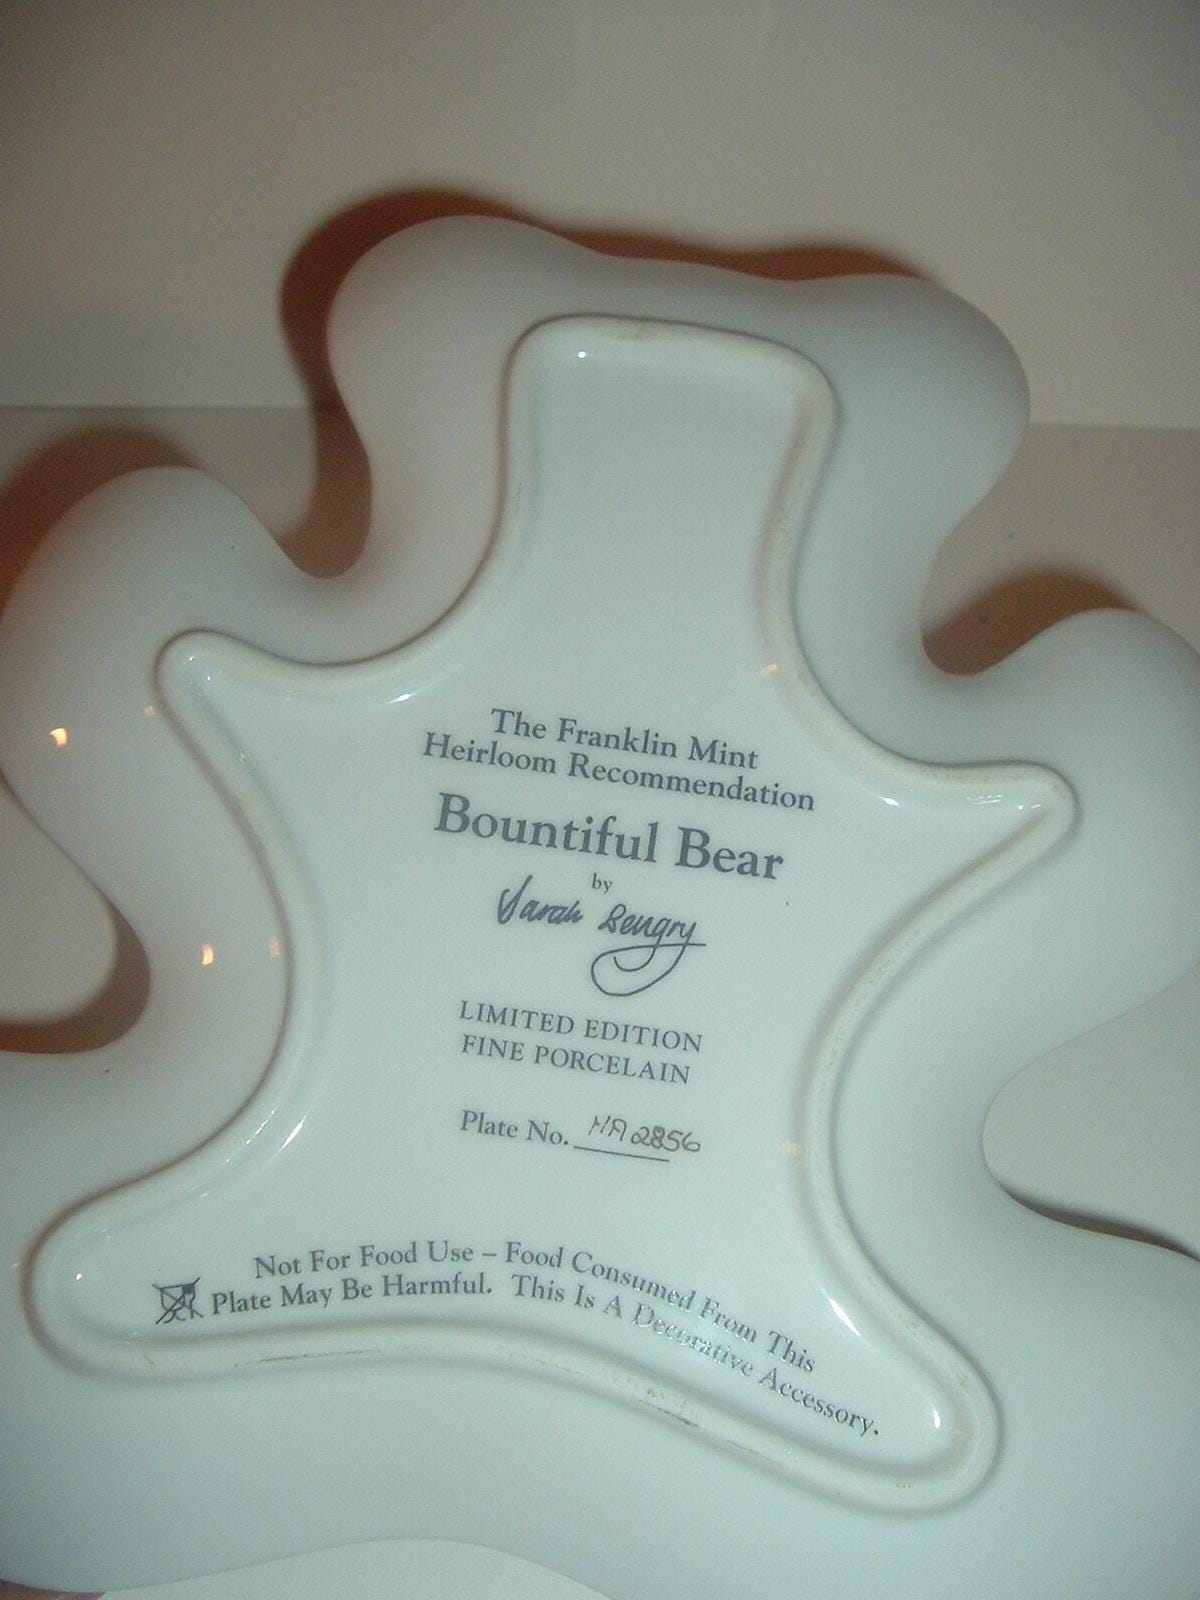 The Franklin Mint
Heirloom Recommendation
Bountiful Bear
by
Sarah Bengry
LIMITED EDITION
FINE PORCELAIN
Plate No. HA2856
Not For Food Use – Food Consumed From This
Plate May Be Harmful. This Is A Decorative Accessory.